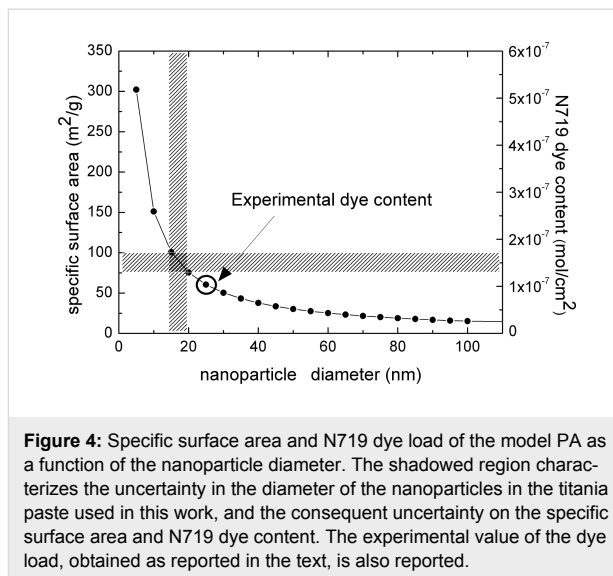 350
300
250
200
150
100
50
0
specific surface area (m²/g)
6x10⁻⁷
5x10⁻⁷
4x10⁻⁷
3x10⁻⁷
2x10⁻⁷
1x10⁻⁷
0
N719 dye content (mol/cm²)
Experimental dye content
0 20 40 60 80 100
nanoparticle diameter (nm)
Figure 4: Specific surface area and N719 dye load of the model PA as
a function of the nanoparticle diameter. The shadowed region charac-
terizes the uncertainty in the diameter of the nanoparticles in the titania
paste used in this work, and the consequent uncertainty on the specific
surface area and N719 dye content. The experimental value of the dye
load, obtained as reported in the text, is also reported.